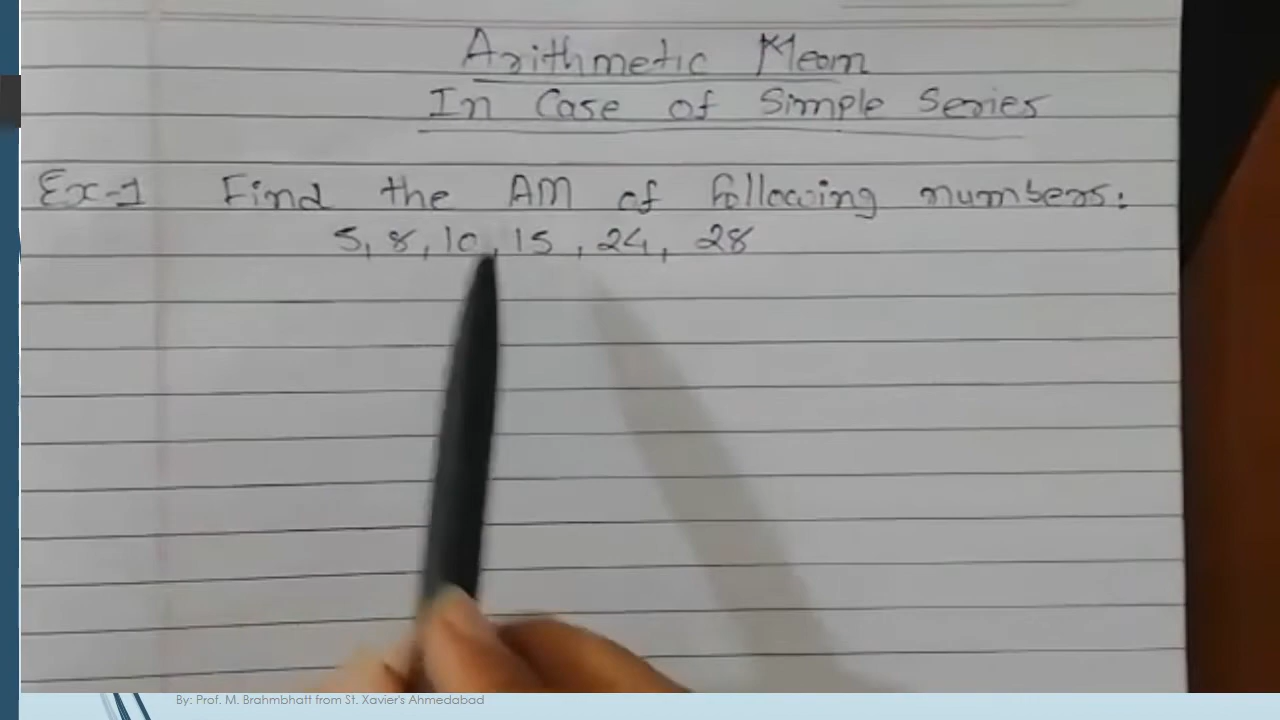 Arithmetic Mean
In Case of Simple Series
Ex-1 Find the AM of following numbers:
5, 8, 10, 15, 24, 28
By: Prof. M. Brahmbhatt from St. Xavier's Ahmedabad